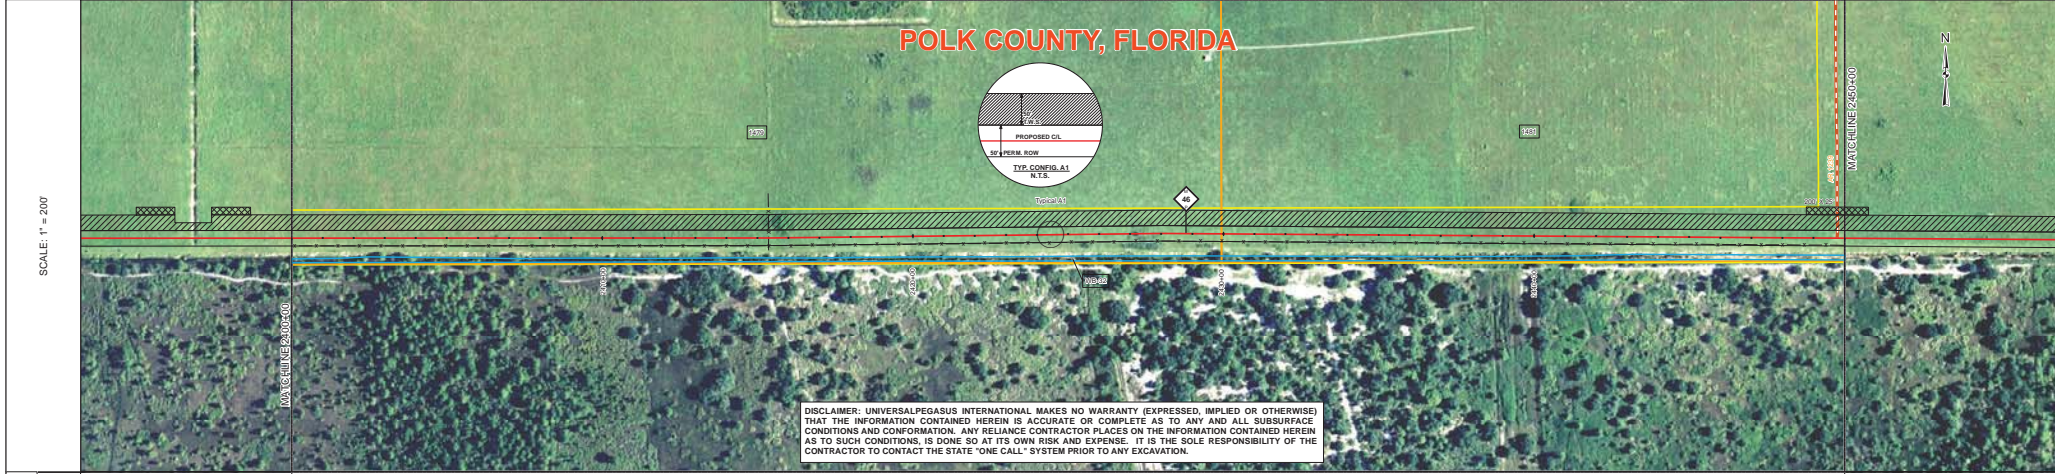 SCALE: 1" = 200'
POLK COUNTY, FLORIDA
N
MATCHLINE 2450+00
1479
1481
T.W.S.
PROPOSED C/L
50' PERM. ROW
TYP. CONFIG. A1
N.T.S.
Typical A1
46
MATCHLINE 2400+00
DISCLAIMER: UNIVERSALPEGASUS INTERNATIONAL MAKES NO WARRANTY (EXPRESSED, IMPLIED OR OTHERWISE)
THAT THE INFORMATION CONTAINED HEREIN IS ACCURATE OR COMPLETE AS TO ANY AND ALL SUBSURFACE
CONDITIONS AND CONFORMATION. ANY RELIANCE CONTRACTOR PLACES ON THE INFORMATION CONTAINED HEREIN
AS TO SUCH CONDITIONS, IS DONE SO AT ITS OWN RISK AND EXPENSE. IT IS THE SOLE RESPONSIBILITY OF THE
CONTRACTOR TO CONTACT THE STATE "ONE CALL" SYSTEM PRIOR TO ANY EXCAVATION.